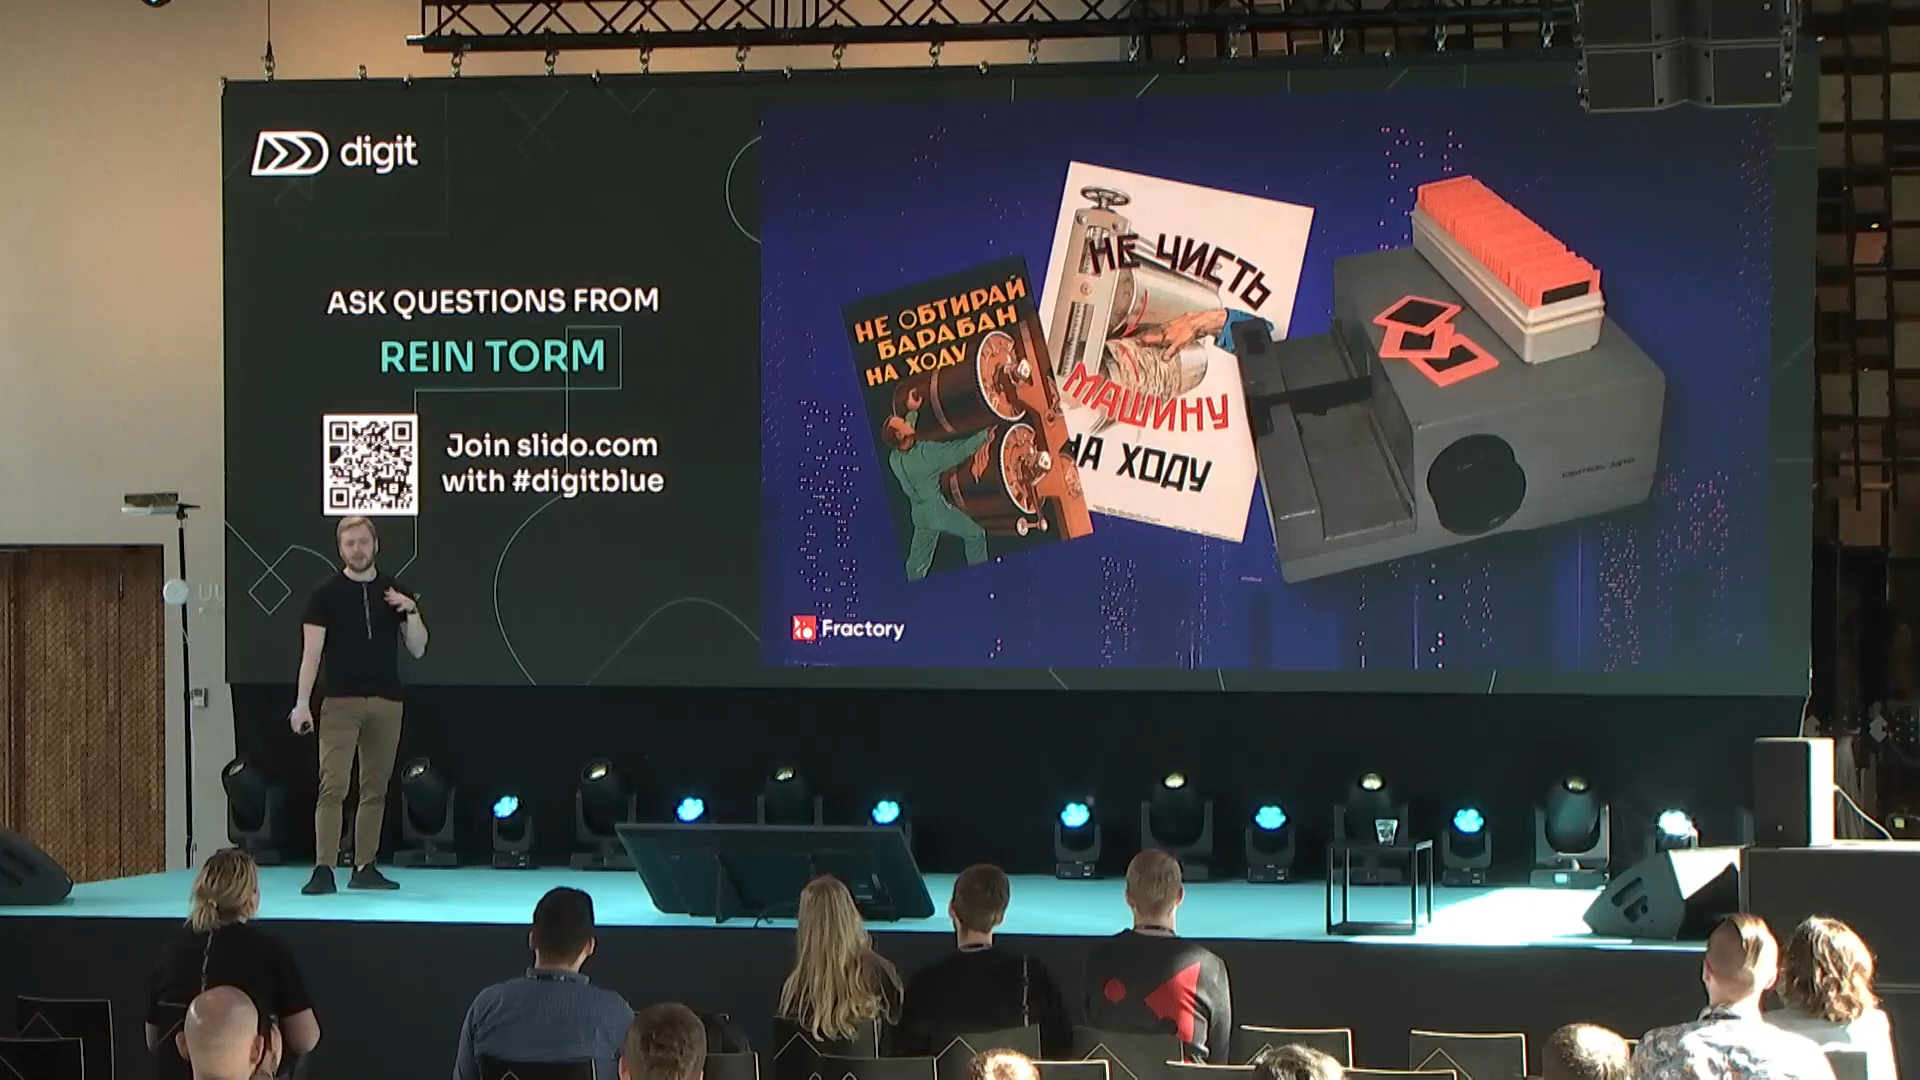 digit
ASK QUESTIONS FROM
REIN TORM
Join slido.com
with #digitblue
НЕ ОБТИРАЙ
БАРАБАН
НА ХОДУ
НЕ ЧИСТЬ
МАШИНУ
НА ХОДУ
Fractory
7